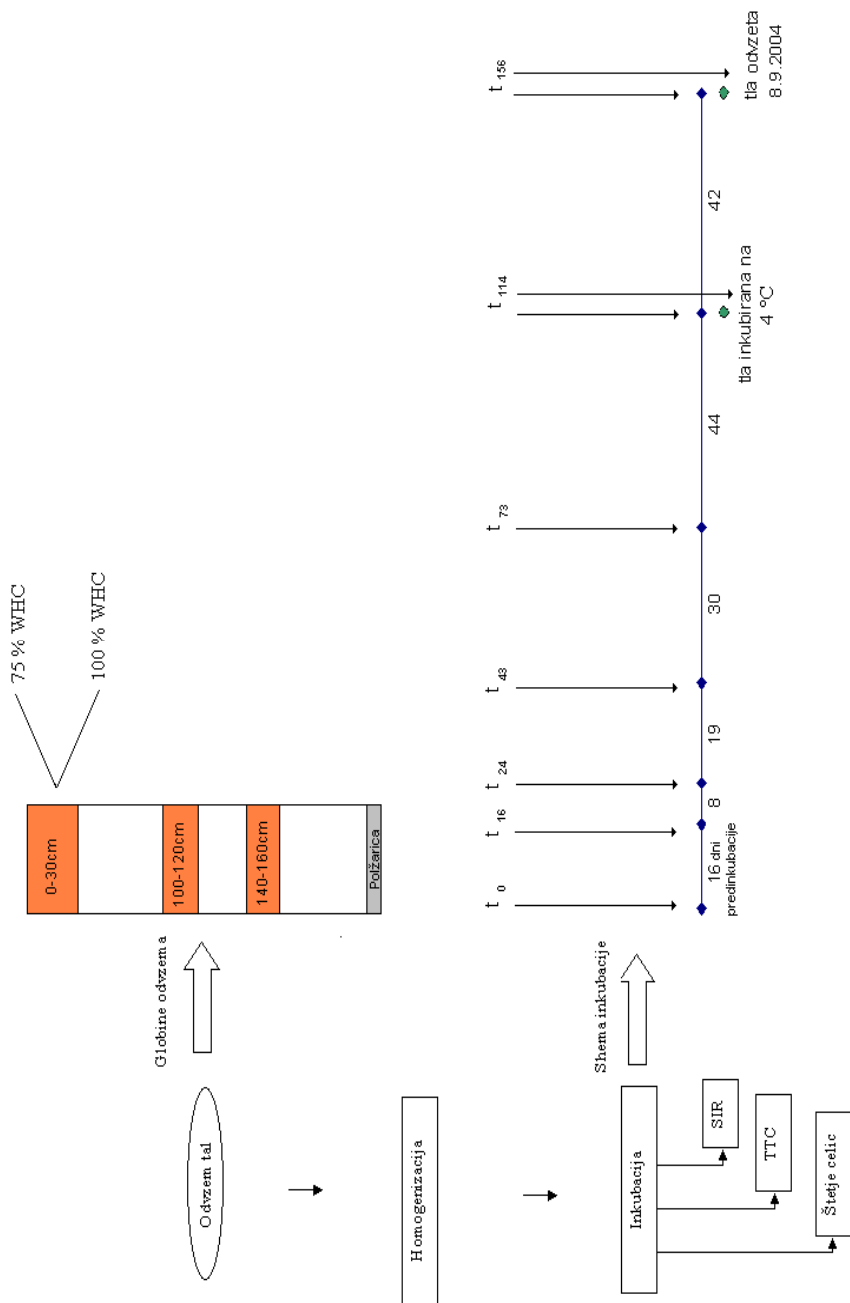 Odvzem tal
Globine odvzema
0-30cm
100-120cm
140-160cm
Polžarica
75 % WHC
100 % WHC
Homogenizacija
Inkubacija
SIR
TTC
Štetje celic
Shema inkubacije
t 0
t 16
t 24
t 43
t 73
t 114
t 156
16 dni
predinkubacije
8
19
30
44
42
tla inkubirana na
4 °C
tla odvzeta
8.9.2004